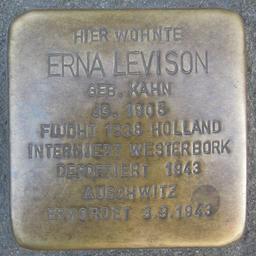 HIER WOHNTE
ERNA LEVISON
GEB. KAHN
JG. 1905
FLUCHT 1938 HOLLAND
INTERNIERT WESTERBORK
DEPORTIERT 1943
AUSCHWITZ
ERMORDET 3.9.1943